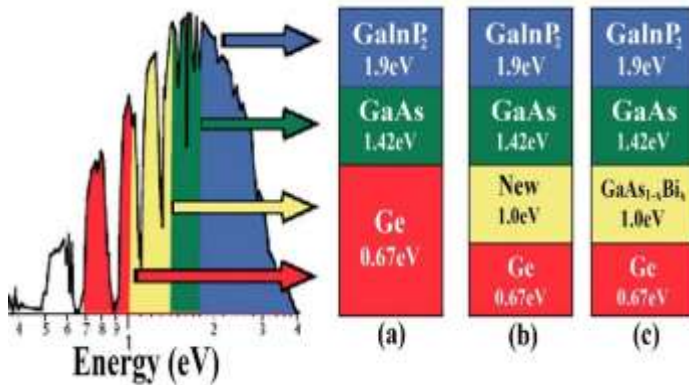 GaInP2
1.9eV
GaAs
1.42eV
Ge
0.67eV
(a)
GaInP2
1.9eV
GaAs
1.42eV
New
1.0eV
Ge
0.67eV
(b)
GaInP2
1.9eV
GaAs
1.42eV
GaAs1-xBix
1.0eV
Ge
0.67eV
(c)
4 5 6 7 8 9 1 2 3 4
Energy (eV)